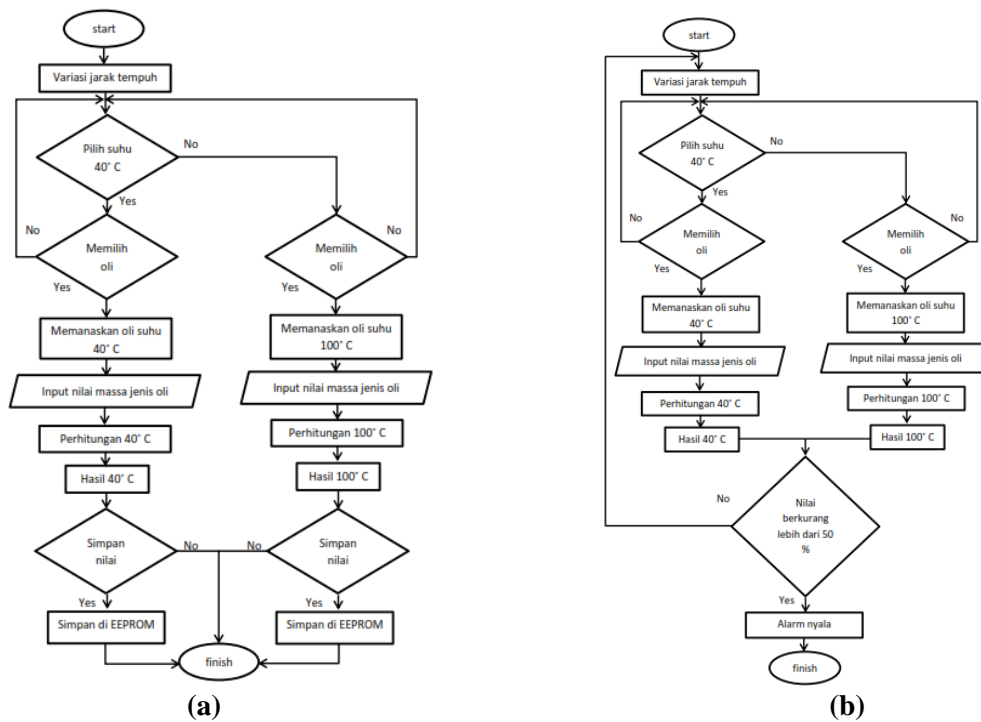 start
Variasi jarak tempuh
Pilih suhu
40° C
No
Yes
No
Memilih
oli
Yes
Memilih
oli
Yes
Memanaskan oli suhu
40° C
Memanaskan oli suhu
100° C
Input nilai massa jenis oli
Input nilai massa jenis oli
Perhitungan 40° C
Perhitungan 100° C
Hasil 40° C
Hasil 100° C
Simpan
nilai
No
No
Simpan
nilai
Yes
Yes
Simpan di EEPROM
Simpan di EEPROM
finish
(a)
start
Variasi jarak tempuh
Pilih suhu
40° C
No
Yes
No
Memilih
oli
Yes
No
Memilih
oli
Yes
Memanaskan oli suhu
40° C
Memanaskan oli suhu
100° C
Input nilai massa jenis oli
Input nilai massa jenis oli
Perhitungan 40° C
Perhitungan 100° C
Hasil 40° C
Hasil 100° C
No
Nilai
berkurang
lebih dari 50
%
Yes
Alarm nyala
finish
(b)